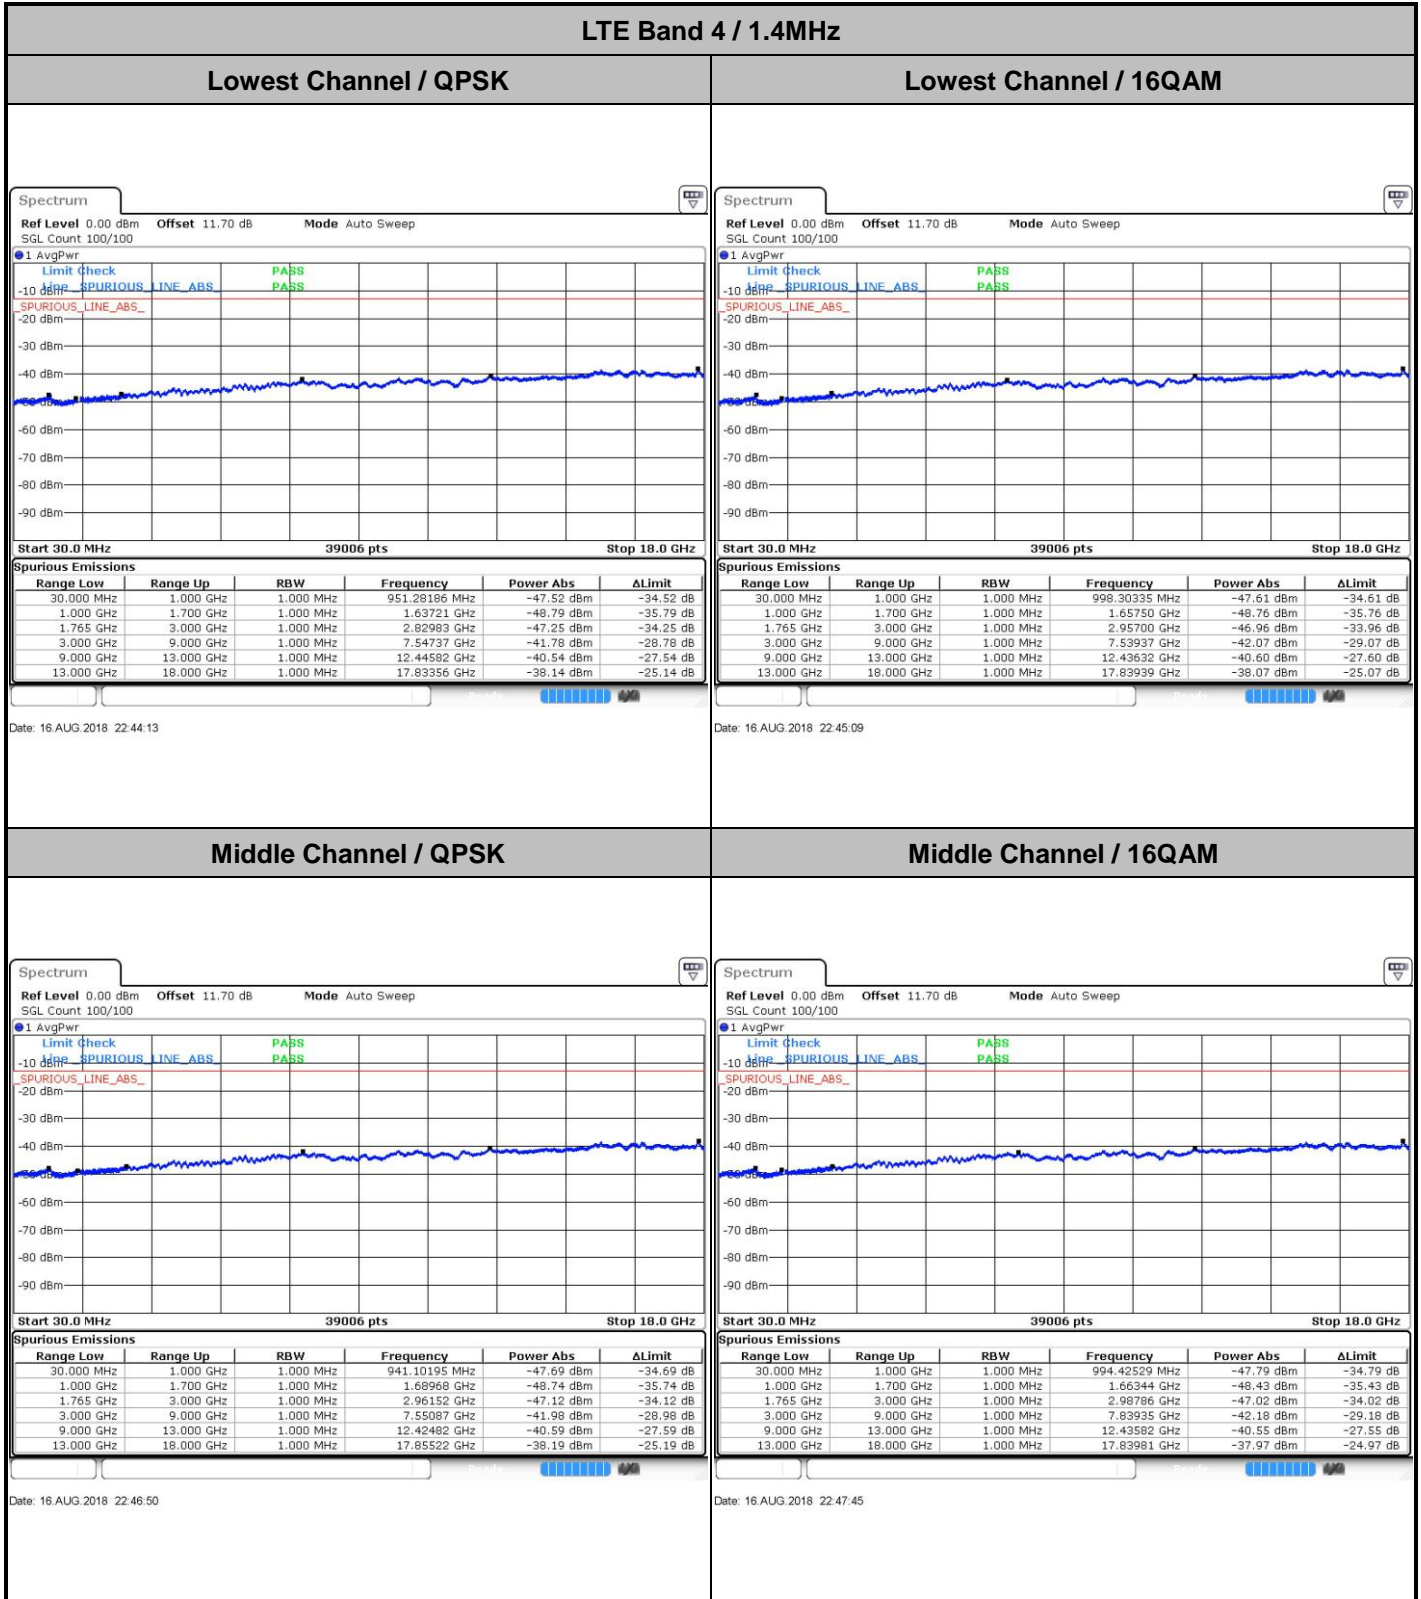 LTE Band 4 / 1.4MHz
Lowest Channel / QPSK
Lowest Channel / 16QAM
Spectrum
Ref Level 0.00 dBm Offset 11.70 dB Mode Auto Sweep
SGL Count 100/100
1 AvgPwr
Limit Check PASS
Line _SPURIOUS_LINE_ABS_ PASS
-10 dBm
_SPURIOUS_LINE_ABS_
-20 dBm
-30 dBm
-40 dBm
-50 dBm
-60 dBm
-70 dBm
-80 dBm
-90 dBm
Start 30.0 MHz 39006 pts Stop 18.0 GHz
Spurious Emissions
Range Low Range Up RBW Frequency Power Abs ΔLimit
30.000 MHz 1.000 GHz 1.000 MHz 951.28186 MHz -47.52 dBm -34.52 dB
1.000 GHz 1.700 GHz 1.000 MHz 1.63721 GHz -48.79 dBm -35.79 dB
1.765 GHz 3.000 GHz 1.000 MHz 2.82983 GHz -47.25 dBm -34.25 dB
3.000 GHz 9.000 GHz 1.000 MHz 7.54737 GHz -41.78 dBm -28.78 dB
9.000 GHz 13.000 GHz 1.000 MHz 12.44582 GHz -40.54 dBm -27.54 dB
13.000 GHz 18.000 GHz 1.000 MHz 17.83356 GHz -38.14 dBm -25.14 dB
Date: 16.AUG.2018 22:44:13
Spectrum
Ref Level 0.00 dBm Offset 11.70 dB Mode Auto Sweep
SGL Count 100/100
1 AvgPwr
Limit Check PASS
Line _SPURIOUS_LINE_ABS_ PASS
-10 dBm
_SPURIOUS_LINE_ABS_
-20 dBm
-30 dBm
-40 dBm
-50 dBm
-60 dBm
-70 dBm
-80 dBm
-90 dBm
Start 30.0 MHz 39006 pts Stop 18.0 GHz
Spurious Emissions
Range Low Range Up RBW Frequency Power Abs ΔLimit
30.000 MHz 1.000 GHz 1.000 MHz 998.30335 MHz -47.61 dBm -34.61 dB
1.000 GHz 1.700 GHz 1.000 MHz 1.65750 GHz -48.76 dBm -35.76 dB
1.765 GHz 3.000 GHz 1.000 MHz 2.95700 GHz -46.96 dBm -33.96 dB
3.000 GHz 9.000 GHz 1.000 MHz 7.53937 GHz -42.07 dBm -29.07 dB
9.000 GHz 13.000 GHz 1.000 MHz 12.43632 GHz -40.60 dBm -27.60 dB
13.000 GHz 18.000 GHz 1.000 MHz 17.83939 GHz -38.07 dBm -25.07 dB
Date: 16.AUG.2018 22:45:09
Middle Channel / QPSK
Middle Channel / 16QAM
Spectrum
Ref Level 0.00 dBm Offset 11.70 dB Mode Auto Sweep
SGL Count 100/100
1 AvgPwr
Limit Check PASS
Line _SPURIOUS_LINE_ABS_ PASS
-10 dBm
_SPURIOUS_LINE_ABS_
-20 dBm
-30 dBm
-40 dBm
-50 dBm
-60 dBm
-70 dBm
-80 dBm
-90 dBm
Start 30.0 MHz 39006 pts Stop 18.0 GHz
Spurious Emissions
Range Low Range Up RBW Frequency Power Abs ΔLimit
30.000 MHz 1.000 GHz 1.000 MHz 941.10195 MHz -47.69 dBm -34.69 dB
1.000 GHz 1.700 GHz 1.000 MHz 1.68968 GHz -48.74 dBm -35.74 dB
1.765 GHz 3.000 GHz 1.000 MHz 2.96152 GHz -47.12 dBm -34.12 dB
3.000 GHz 9.000 GHz 1.000 MHz 7.55087 GHz -41.98 dBm -28.98 dB
9.000 GHz 13.000 GHz 1.000 MHz 12.42482 GHz -40.59 dBm -27.59 dB
13.000 GHz 18.000 GHz 1.000 MHz 17.85522 GHz -38.19 dBm -25.19 dB
Date: 16.AUG.2018 22:46:50
Spectrum
Ref Level 0.00 dBm Offset 11.70 dB Mode Auto Sweep
SGL Count 100/100
1 AvgPwr
Limit Check PASS
Line _SPURIOUS_LINE_ABS_ PASS
-10 dBm
_SPURIOUS_LINE_ABS_
-20 dBm
-30 dBm
-40 dBm
-50 dBm
-60 dBm
-70 dBm
-80 dBm
-90 dBm
Start 30.0 MHz 39006 pts Stop 18.0 GHz
Spurious Emissions
Range Low Range Up RBW Frequency Power Abs ΔLimit
30.000 MHz 1.000 GHz 1.000 MHz 994.42529 MHz -47.79 dBm -34.79 dB
1.000 GHz 1.700 GHz 1.000 MHz 1.66344 GHz -48.43 dBm -35.43 dB
1.765 GHz 3.000 GHz 1.000 MHz 2.98786 GHz -47.02 dBm -34.02 dB
3.000 GHz 9.000 GHz 1.000 MHz 7.83935 GHz -42.18 dBm -29.18 dB
9.000 GHz 13.000 GHz 1.000 MHz 12.43582 GHz -40.55 dBm -27.55 dB
13.000 GHz 18.000 GHz 1.000 MHz 17.83981 GHz -37.97 dBm -24.97 dB
Date: 16.AUG.2018 22:47:45